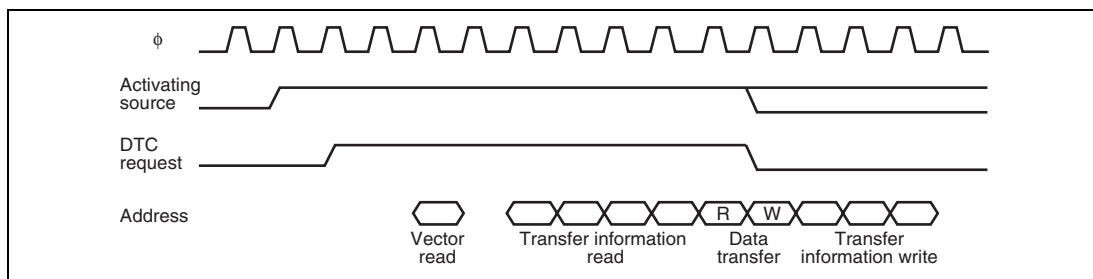 φ
Activating
source
DTC
request
Address
R W
Vector
read
Transfer information
read
Data
transfer
Transfer
information write